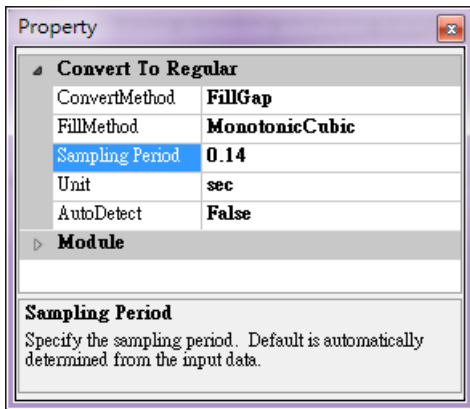 Property
Convert To Regular
ConvertMethod FillGap
FillMethod MonotonicCubic
Sampling Period 0.14
Unit sec
AutoDetect False
Module
Sampling Period
Specify the sampling period. Default is automatically
determined from the input data.